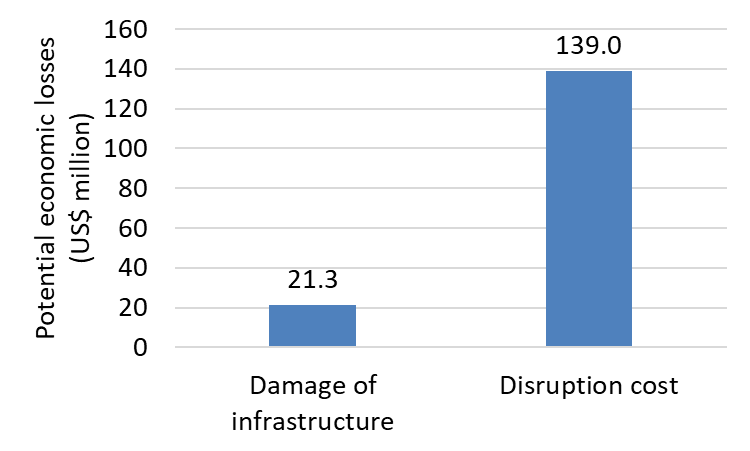 Potential economic losses
(US$ million)
160
140
120
100
80
60
40
20
0
21.3
139.0
Damage of
infrastructure
Disruption cost